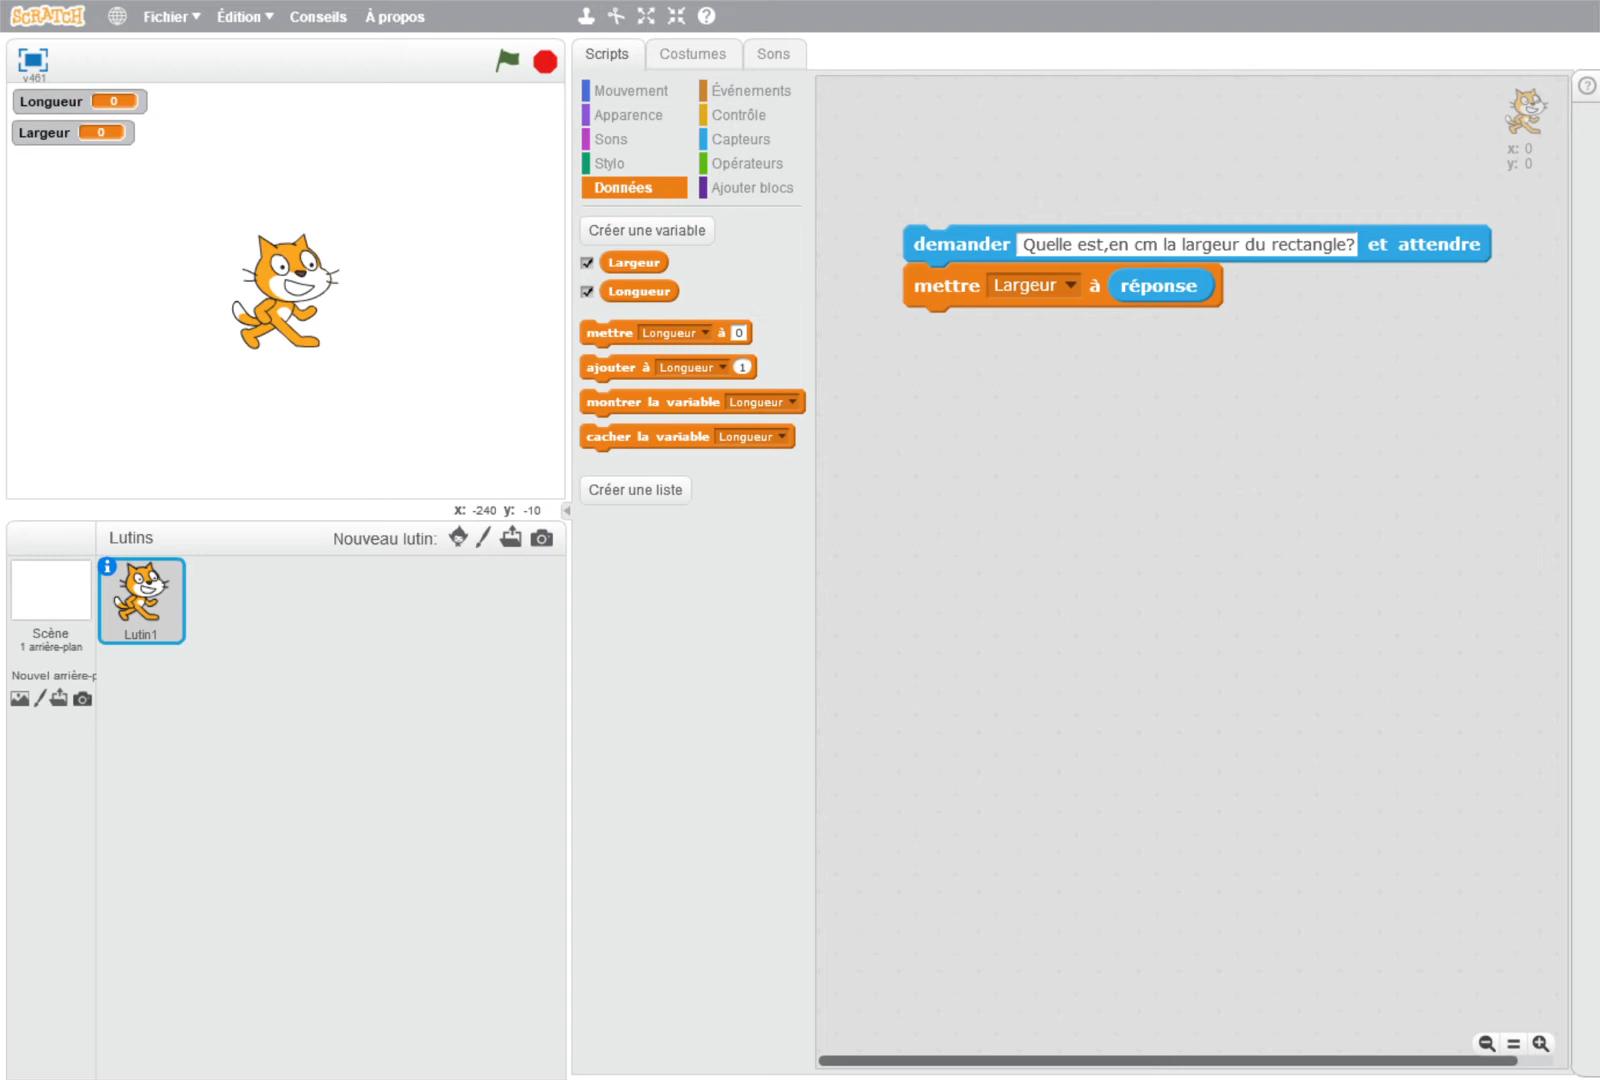 SCRATCH
Fichier Édition Conseils À propos
v461
Longueur 0
Largeur 0
Scripts Costumes Sons
Mouvement Événements
Apparence Contrôle
Sons Capteurs
Stylo Opérateurs
Données Ajouter blocs
Créer une variable
Largeur
Longueur
mettre Longueur à 0
ajouter à Longueur 1
montrer la variable Longueur
cacher la variable Longueur
Créer une liste
demander Quelle est,en cm la largeur du rectangle? et attendre
mettre Largeur à réponse
x: 0
y: 0
x: -240 y: -10
Lutins Nouveau lutin:
Lutin1
Scène
1 arrière-plan
Nouvel arrière-p